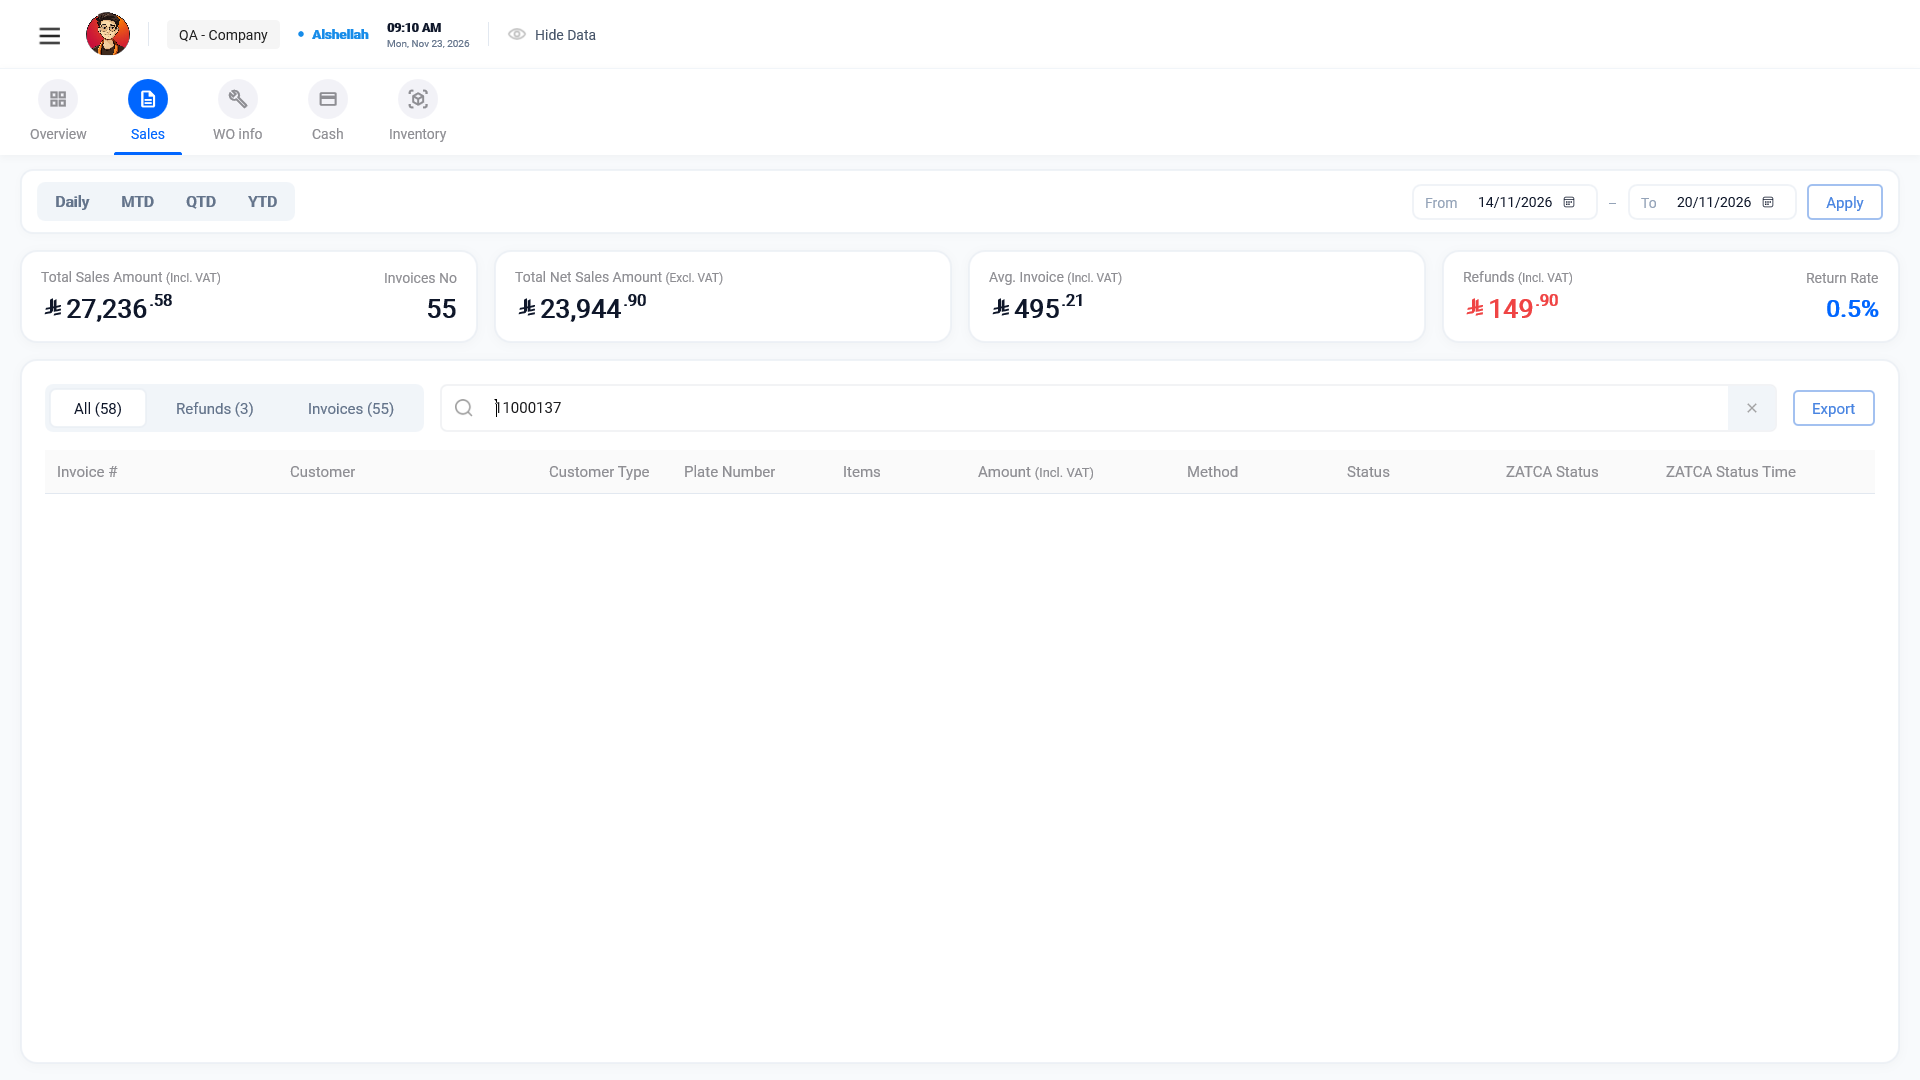 QA - Company
Alshellah
09:10 AM
Mon, Nov 23, 2026
Hide Data
Overview
Sales
WO info
Cash
Inventory
Daily MTD QTD YTD
From 14/11/2026 – To 20/11/2026 Apply
Total Sales Amount (Incl. VAT) Invoices No
27,236.58 55
Total Net Sales Amount (Excl. VAT)
23,944.90
Avg. Invoice (Incl. VAT)
495.21
Refunds (Incl. VAT) Return Rate
149.90 0.5%
All (58) Refunds (3) Invoices (55) 11000137 Export
Invoice # Customer Customer Type Plate Number Items Amount (Incl. VAT) Method Status ZATCA Status ZATCA Status Time